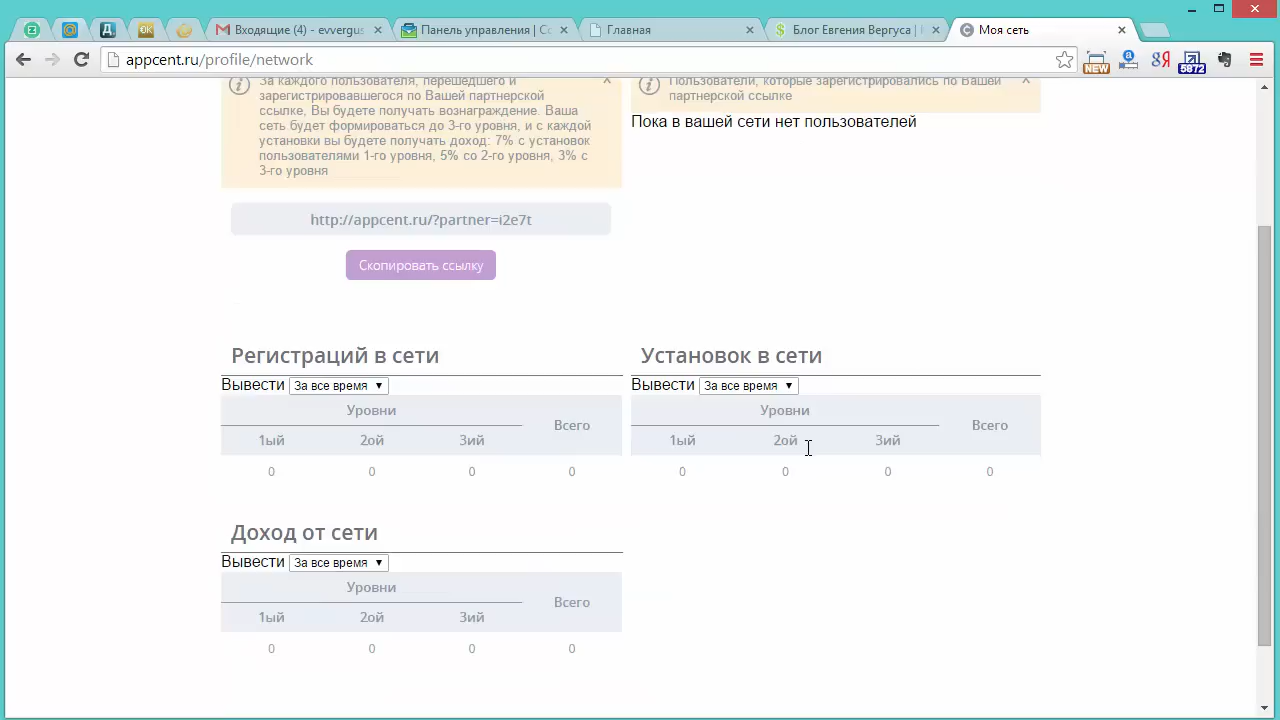 Входящие (4) - evvergus
Панель управления | Со
Главная
Блог Евгения Вергуса |
Моя сеть
appcent.ru/profile/network
NEW
a
gЯ
5872
За каждого пользователя, перешедшего и
зарегистрировавшегося по Вашей партнерской
ссылке, Вы будете получать вознаграждение. Ваша
сеть будет формироваться до 3-го уровня, и с каждой
установки вы будете получать доход: 7% с установок
пользователями 1-го уровня, 5% со 2-го уровня, 3% с
3-го уровня
Пользователи, которые зарегистрировались по Вашей
партнерской ссылке
Пока в вашей сети нет пользователей
http://appcent.ru/?partner=i2e7t
Скопировать ссылку
Регистраций в сети
Вывести За все время
Уровни
Всего
1ый 2ой 3ий
0 0 0 0
Установок в сети
Вывести За все время
Уровни
Всего
1ый 2ой 3ий
0 0 0 0
Доход от сети
Вывести За все время
Уровни
Всего
1ый 2ой 3ий
0 0 0 0